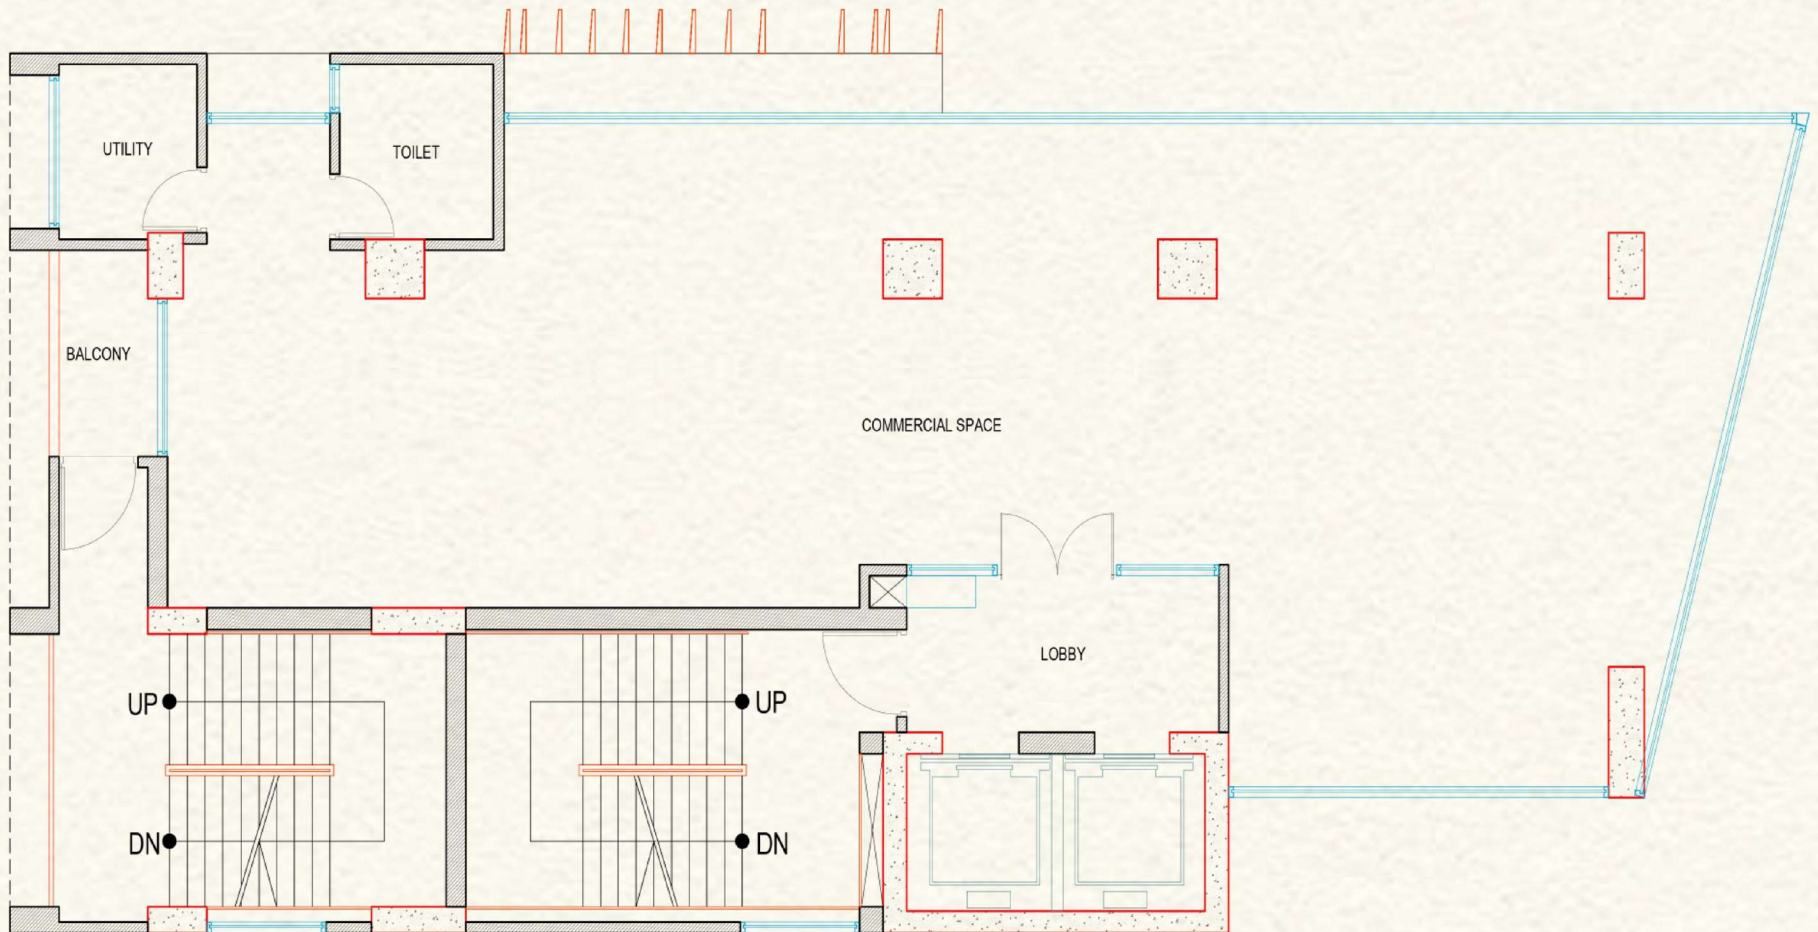 UTILITY
TOILET
BALCONY
COMMERCIAL SPACE
LOBBY
UP
UP
DN
DN